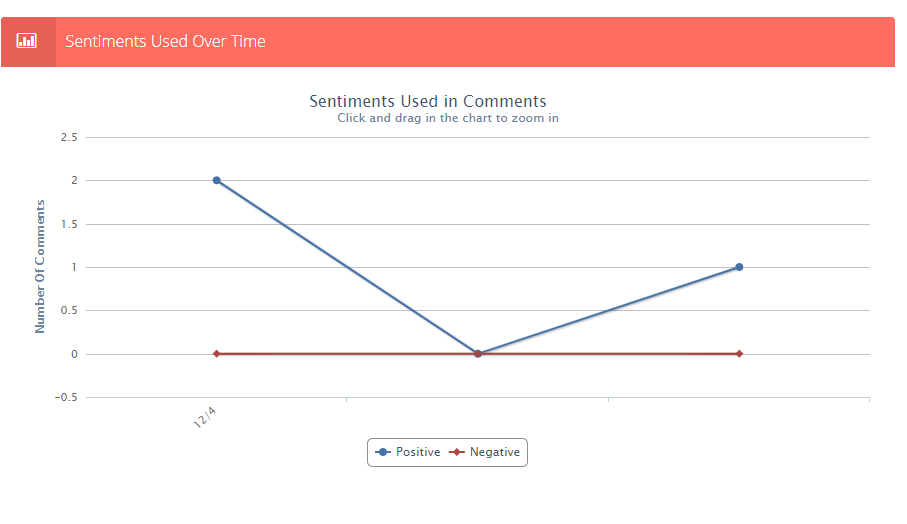 Sentiments Used Over Time
Sentiments Used in Comments
Click and drag in the chart to zoom in
Number Of Comments
2.5
2
1.5
1
0.5
0
-0.5
12/4
Positive Negative